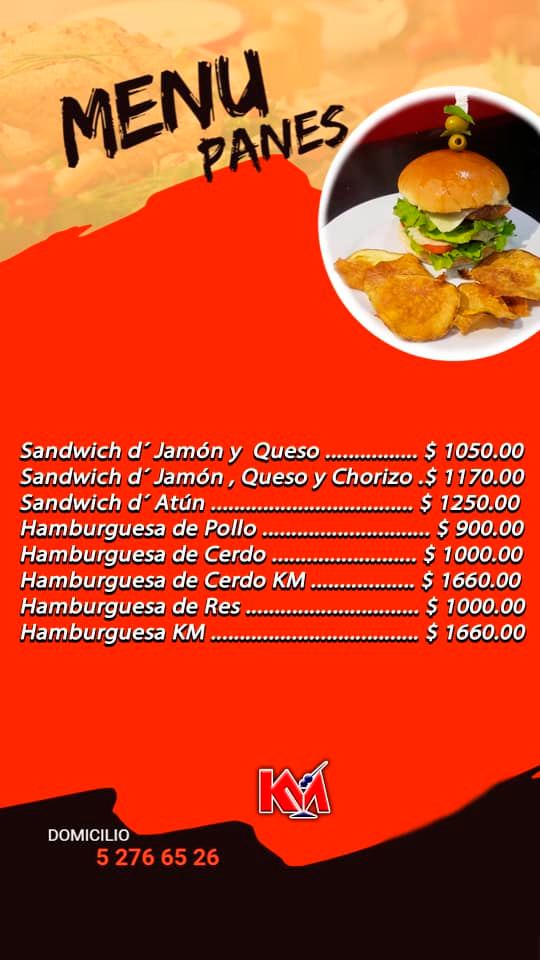 MENU
PANES
Sandwich d´ Jamón y Queso ................ $ 1050.00
Sandwich d´ Jamón , Queso y Chorizo .$ 1170.00
Sandwich d´ Atún ................................... $ 1250.00
Hamburguesa de Pollo ............................. $ 900.00
Hamburguesa de Cerdo ......................... $ 1000.00
Hamburguesa de Cerdo KM .................. $ 1660.00
Hamburguesa de Res .............................. $ 1000.00
Hamburguesa KM .................................... $ 1660.00
KM
DOMICILIO
5 276 65 26